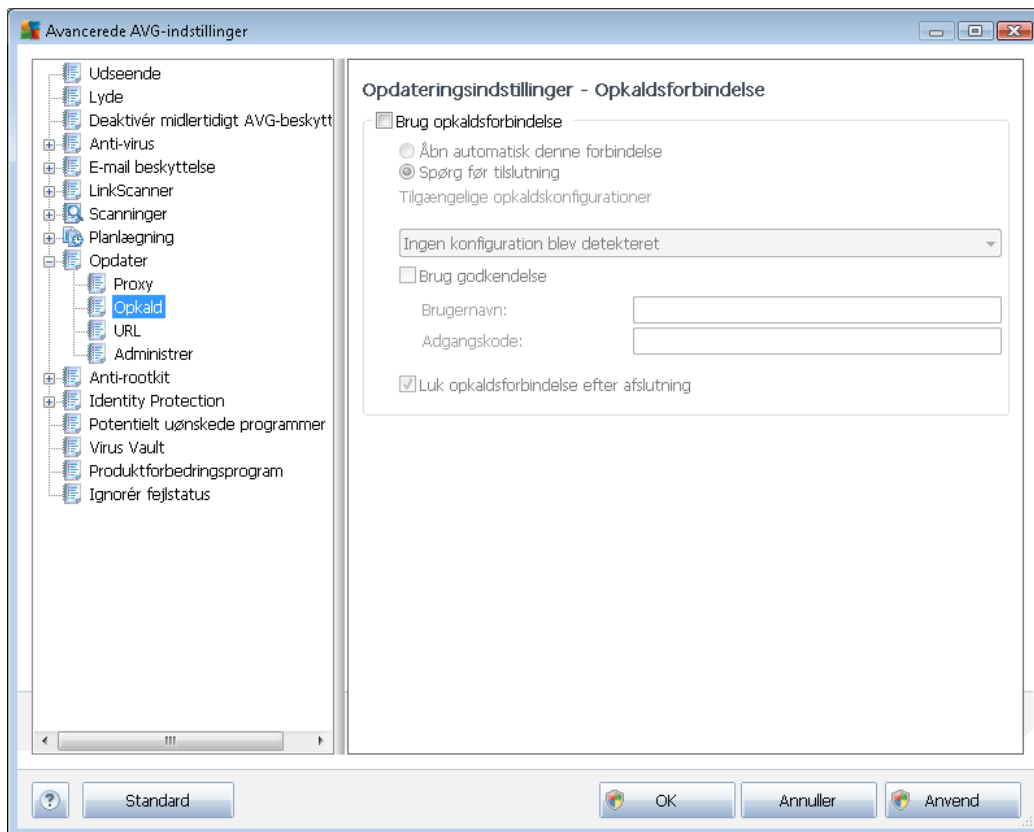 Avancerede AVG-indstillinger
Udseende
Lyde
Deaktivér midlertidigt AVG-beskytt
Anti-virus
E-mail beskyttelse
LinkScanner
Scanninger
Planlægning
Opdater
Proxy
Opkald
URL
Administrer
Anti-rootkit
Identity Protection
Potentielt uønskede programmer
Virus Vault
Produktforbedringsprogram
Ignorér fejlstatus
Opdateringsindstillinger - Opkaldsforbindelse
Brug opkaldsforbindelse
Åbn automatisk denne forbindelse
Spørg før tilslutning
Tilgængelige opkaldskonfigurationer
Ingen konfiguration blev detekteret
Brug godkendelse
Brugernavn:
Adgangskode:
Luk opkaldsforbindelse efter afslutning
? Standard OK Annuller Anvend